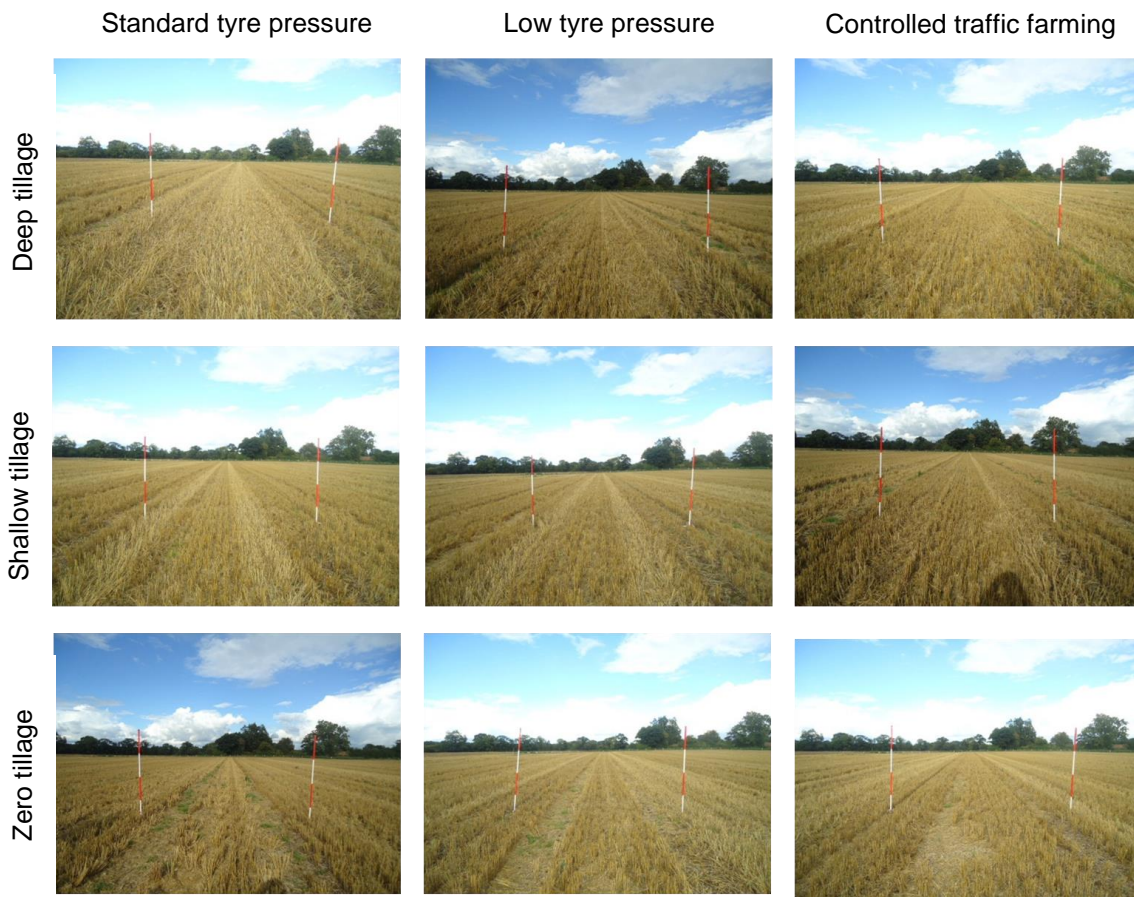 Standard tyre pressure
Low tyre pressure
Controlled traffic farming
Deep tillage
Shallow tillage
Zero tillage